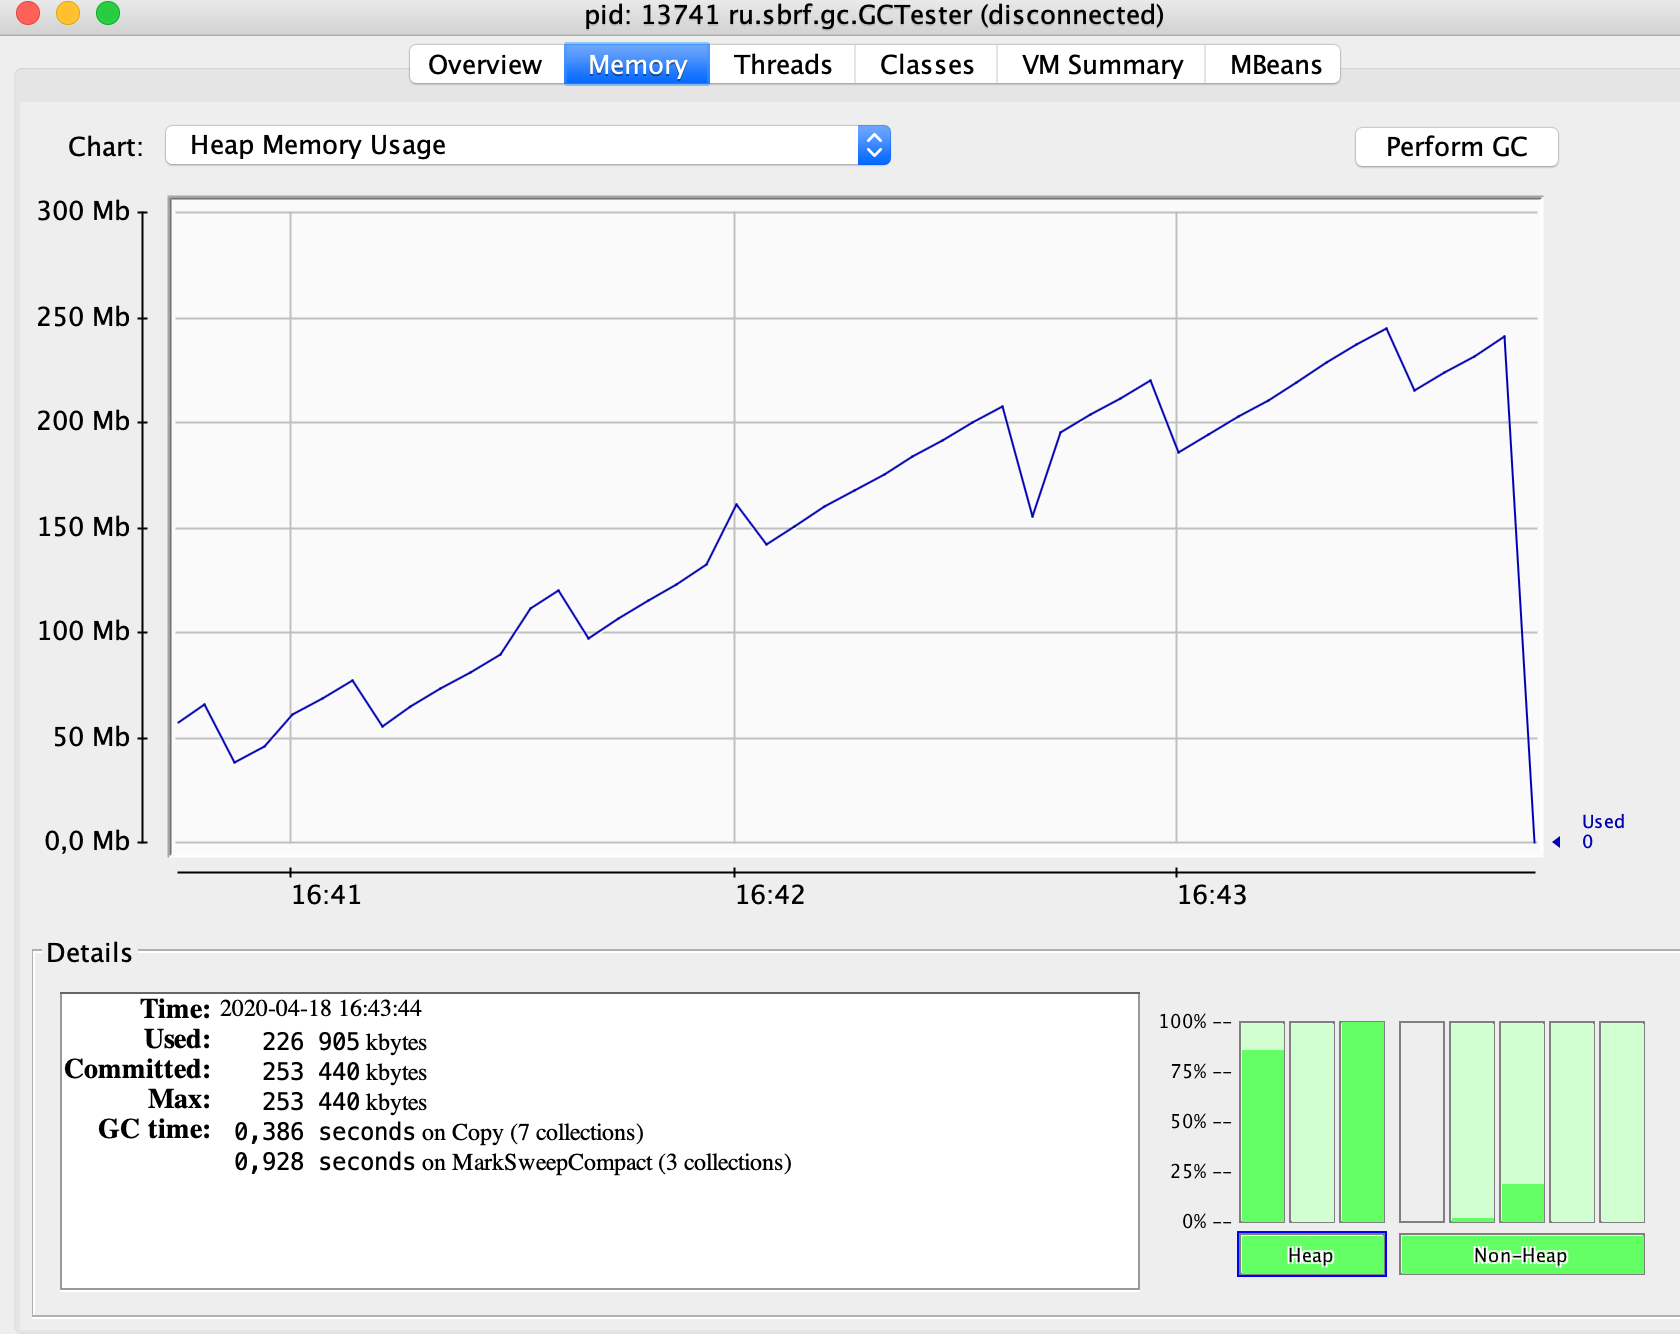 pid: 13741 ru.sbrf.gc.GCTester (disconnected)
Overview Memory Threads Classes VM Summary MBeans
Chart: Heap Memory Usage Perform GC
300 Mb
250 Mb
200 Mb
150 Mb
100 Mb
50 Mb
0,0 Mb
Used
0
16:41 16:42 16:43
Details
Time: 2020-04-18 16:43:44
Used: 226 905 kbytes
Committed: 253 440 kbytes
Max: 253 440 kbytes
GC time: 0,386 seconds on Copy (7 collections)
0,928 seconds on MarkSweepCompact (3 collections)
100% --
75% --
50% --
25% --
0% --
Heap Non-Heap